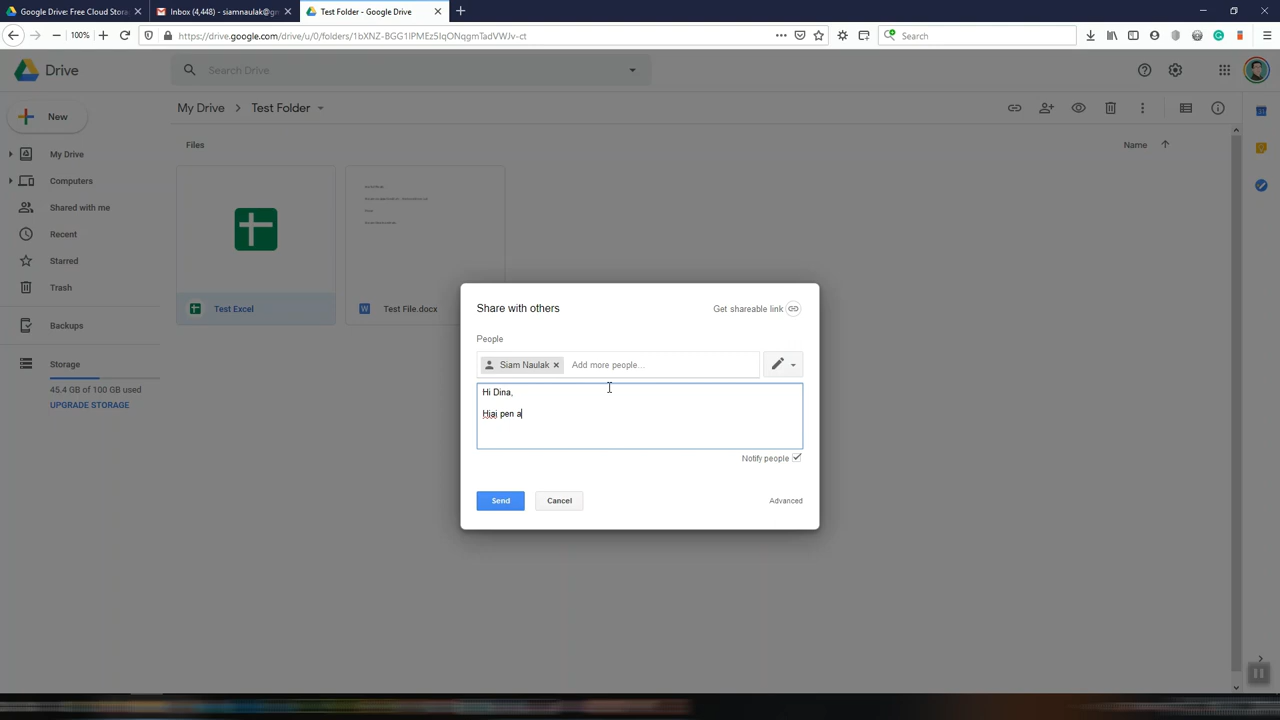 Google Drive: Free Cloud Stora
Inbox (4,448) - siamnaulak@gm
Test Folder - Google Drive
100%
https://drive.google.com/drive/u/0/folders/
Search
Drive
Search Drive
New
My Drive
Test Folder
My Drive
Computers
Shared with me
Recent
Starred
Trash
Backups
Storage
45.4 GB of 100 GB used
UPGRADE STORAGE
Files
Name
Test Excel
W
Test File.docx
Share with others
Get shareable link
People
Siam Naulak
Add more people...
Hi Dina,
Hiai pen a
Notify people
Send
Cancel
Advanced